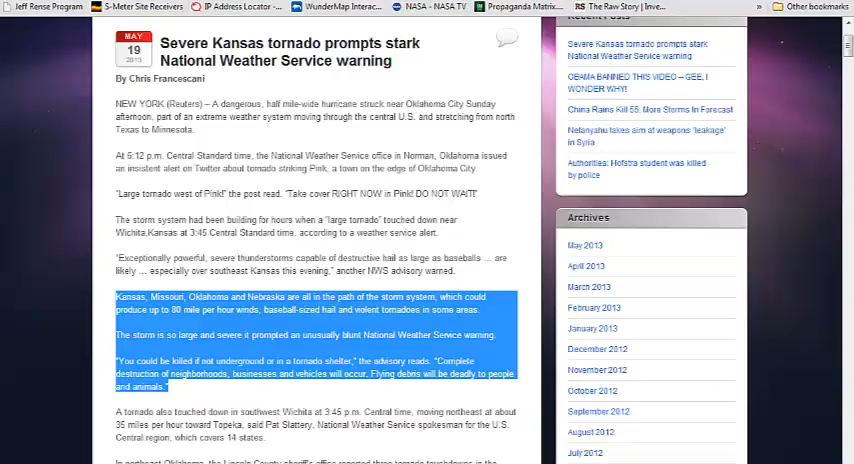 Jeff Rense Program S-Meter Site Receivers IP Address Locator -... WunderMap Interac... NASA - NASA TV Propaganda Matrix.... RS The Raw Story | Inve... » Other bookmarks
MAY
19
2013
Severe Kansas tornado prompts stark
National Weather Service warning
By Chris Francescani
NEW YORK (Reuters) – A dangerous, half mile-wide hurricane struck near Oklahoma City Sunday
afternoon, part of an extreme weather system moving through the central U.S. and stretching from north
Texas to Minnesota.
At 6:12 p.m. Central Standard time, the National Weather Service office in Norman, Oklahoma issued
an insistent alert on Twitter about tornado striking Pink, a town on the edge of Oklahoma City.
"Large tornado west of Pink!" the post read. "Take cover RIGHT NOW in Pink! DO NOT WAIT!"
The storm system had been building for hours when a "large tornado" touched down near
Wichita,Kansas at 3:45 Central Standard time, according to a weather service alert.
"Exceptionally powerful, severe thunderstorms capable of destructive hail as large as baseballs ... are
likely ... especially over southeast Kansas this evening," another NWS advisory warned.
Kansas, Missouri, Oklahoma and Nebraska are all in the path of the storm system, which could
produce up to 80 mile per hour winds, baseball-sized hail and violent tornadoes in some areas.
The storm is so large and severe it prompted an unusually blunt National Weather Service warning.
"You could be killed if not underground or in a tornado shelter," the advisory reads. "Complete
destruction of neighborhoods, businesses and vehicles will occur. Flying debris will be deadly to people
and animals."
A tornado also touched down in southwest Wichita at 3:45 p.m. Central time, moving northeast at about
35 miles per hour toward Topeka, said Pat Slattery, National Weather Service spokesman for the U.S.
Central region, which covers 14 states.
In northeast Oklahoma, the Lincoln County sheriff's office reported three tornado touchdowns in the
Recent Posts
Severe Kansas tornado prompts stark
National Weather Service warning
OBAMA BANNED THIS VIDEO – GEE, I
WONDER WHY!
China Rains Kill 55; More Storms In Forecast
Netanyahu takes aim at weapons 'leakage'
in Syria
Authorities: Hofstra student was killed
by police
Archives
May 2013
April 2013
March 2013
February 2013
January 2013
December 2012
November 2012
October 2012
September 2012
August 2012
July 2012